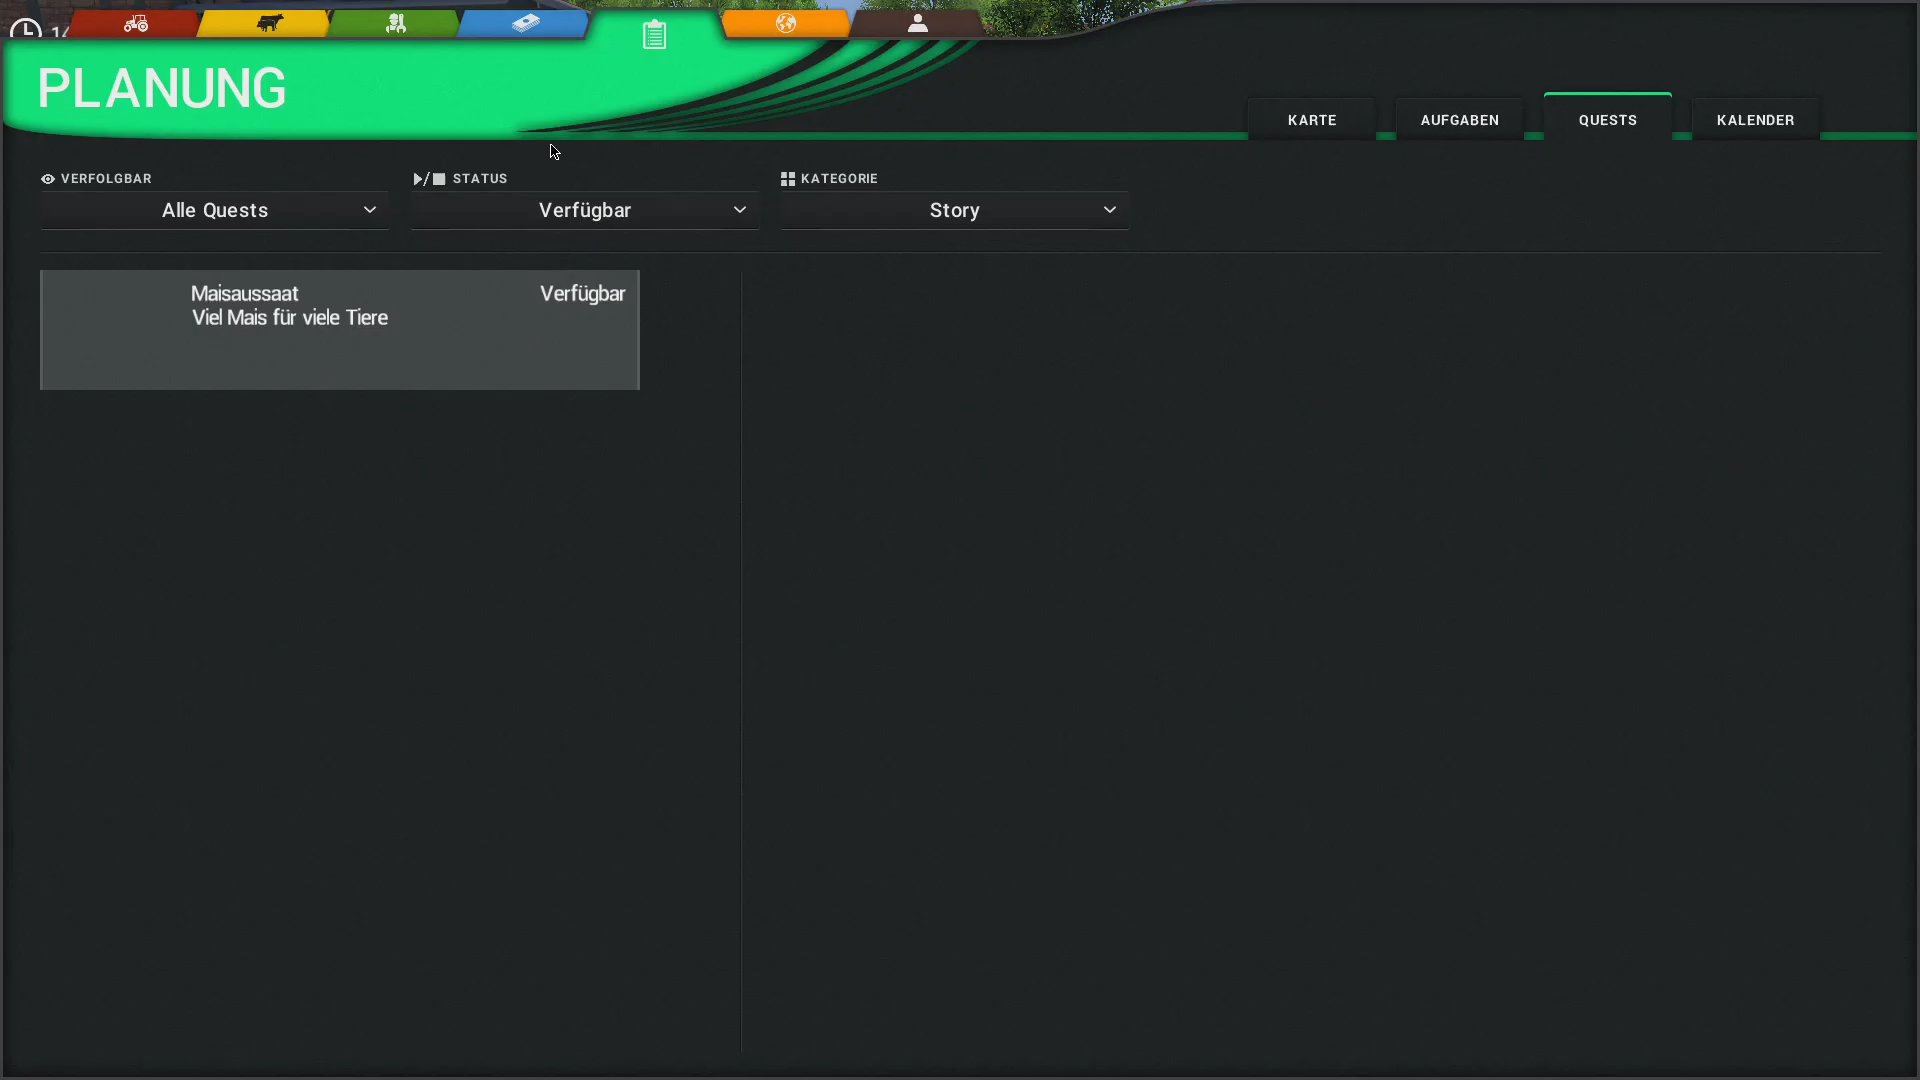 PLANUNG
KARTE
AUFGABEN
QUESTS
KALENDER
VERFOLGBAR
STATUS
KATEGORIE
Alle Quests
Verfügbar
Story
Maisaussaat
Verfügbar
Viel Mais für viele Tiere